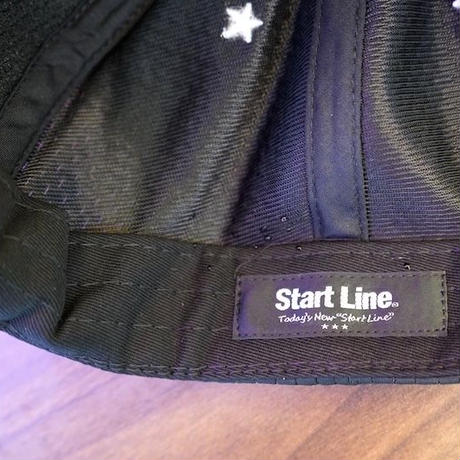 Start Line®
Today's New "Start Line"
★★★